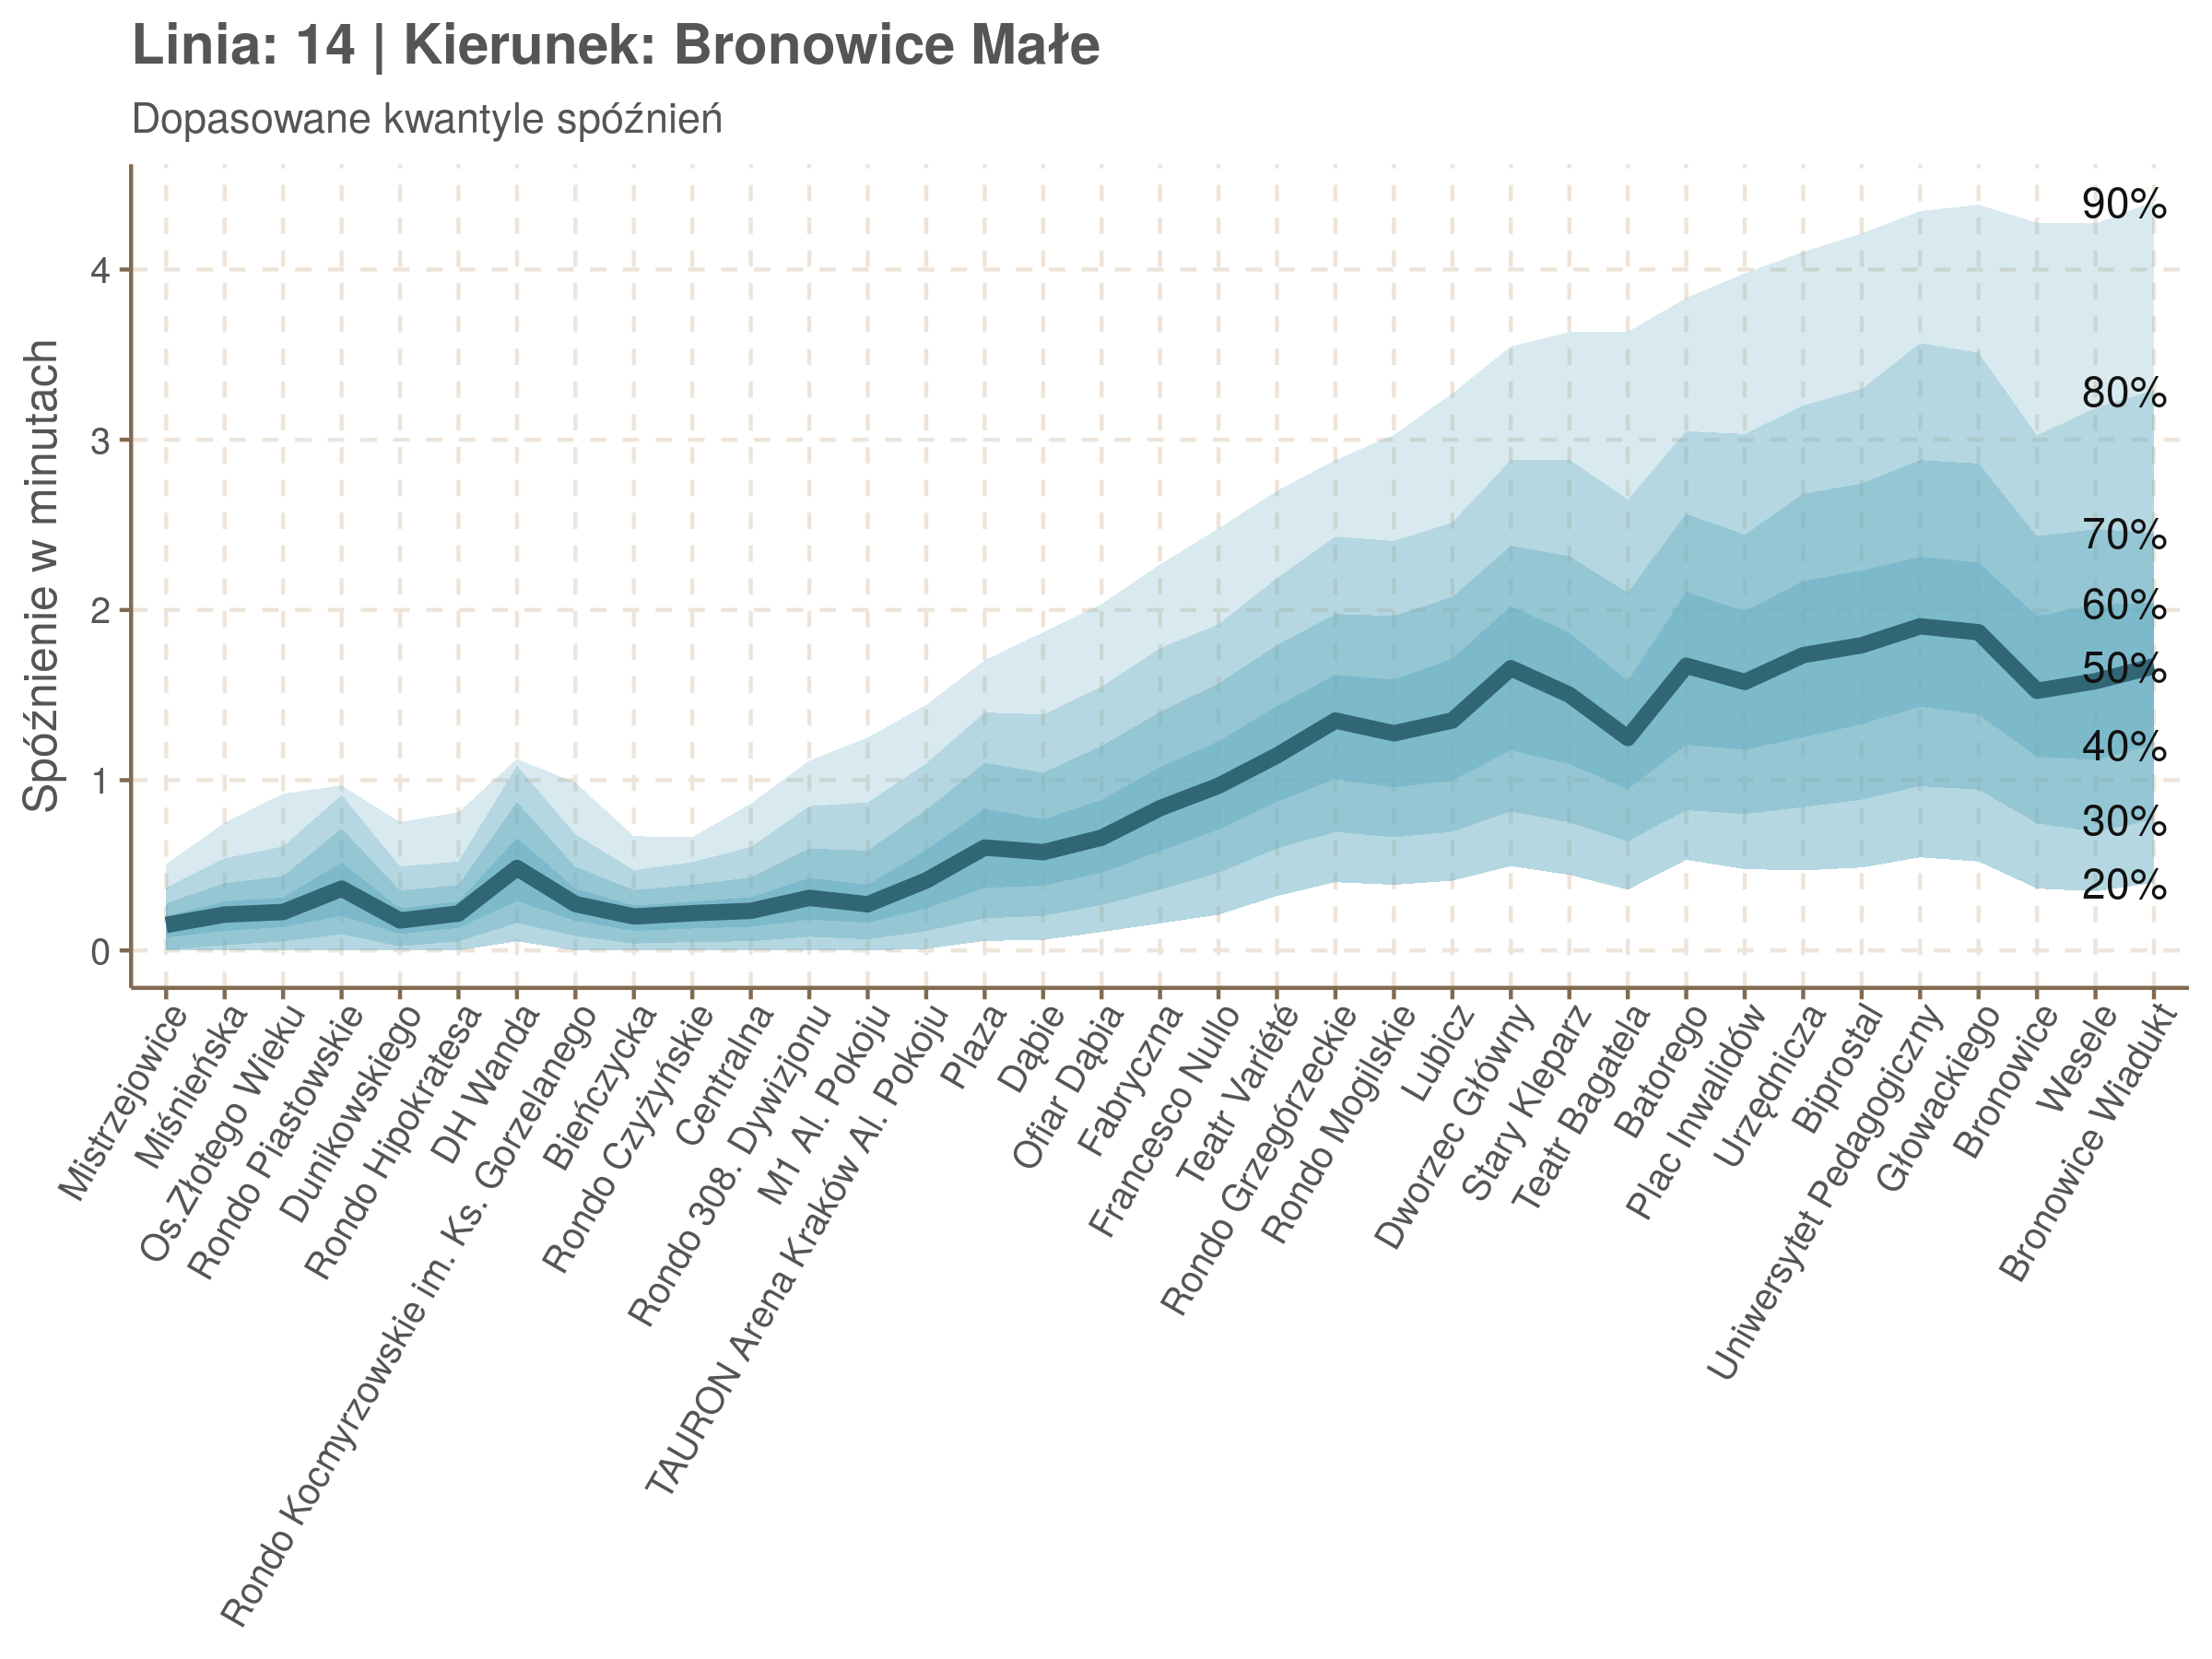 Linia: 14 | Kierunek: Bronowice Małe
Dopasowane kwantyle spóźnień
Spóźnienie w minutach
4
3
2
1
0
90%
80%
70%
60%
50%
40%
30%
20%
Mistrzejowice
Miśnieńska
Os.Złotego Wieku
Rondo Piastowskie
Dunikowskiego
Rondo Hipokratesa
DH Wanda
Rondo Kocmyrzowskie im. Ks. Gorzelanego
Bieńczycka
Rondo Czyżyńskie
Centralna
Rondo 308. Dywizjonu
M1 Al. Pokoju
TAURON Arena Kraków Al. Pokoju
Plaza
Dąbie
Ofiar Dąbia
Fabryczna
Francesco Nullo
Teatr Variété
Rondo Grzegórzeckie
Rondo Mogilskie
Lubicz
Dworzec Główny
Stary Kleparz
Teatr Bagatela
Batorego
Plac Inwalidów
Urzędnicza
Biprostal
Uniwersytet Pedagogiczny
Głowackiego
Bronowice
Wesele
Bronowice Wiadukt